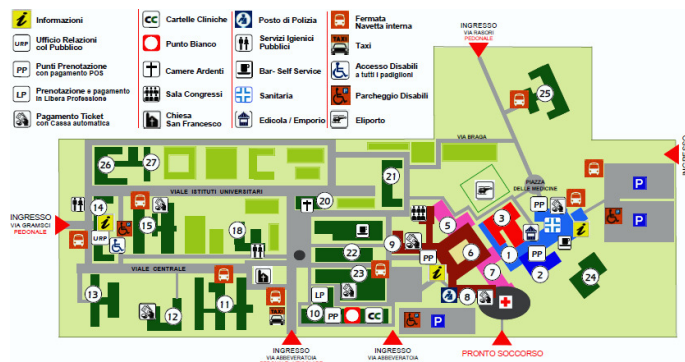 Informazioni
URP
Ufficio Relazioni
col Pubblico
PP
Punti Prenotazione
con pagamento POS
LP
Prenotazione e pagamento
in Libera Professione
Pagamento Ticket
con Cassa automatica
CC
Cartelle Cliniche
Punto Bianco
Camere Ardenti
Sala Congressi
Chiesa
San Francesco
Posto di Polizia
Servizi Igienici
Pubblici
Bar- Self Service
Sanitaria
Edicola / Emporio
Fermata
Navetta interna
TAXI
Taxi
Accesso Disabili
a tutti i padiglioni
Parcheggio Disabili
Eliporto
INGRESSO
VIA RASORI
PEDONALE
25
VIA BRAGA
26
27
21
VIALE ISTITUTI UNIVERSITARI
PIAZZA
DELLE MEDICINE
P
14
20
PP
INGRESSO
VIA GRAMSCI
PEDONALE
15
18
5
3
P
URP
9
6
1
22
PP
PP
VIALE CENTRALE
23
7
2
24
13
11
LP
8
12
10
PP
CC
P
TAXI
INGRESSO
VIA ABBEVERATOIA
INGRESSO
VIA ABBEVERATOIA
PRONTO SOCCORSO